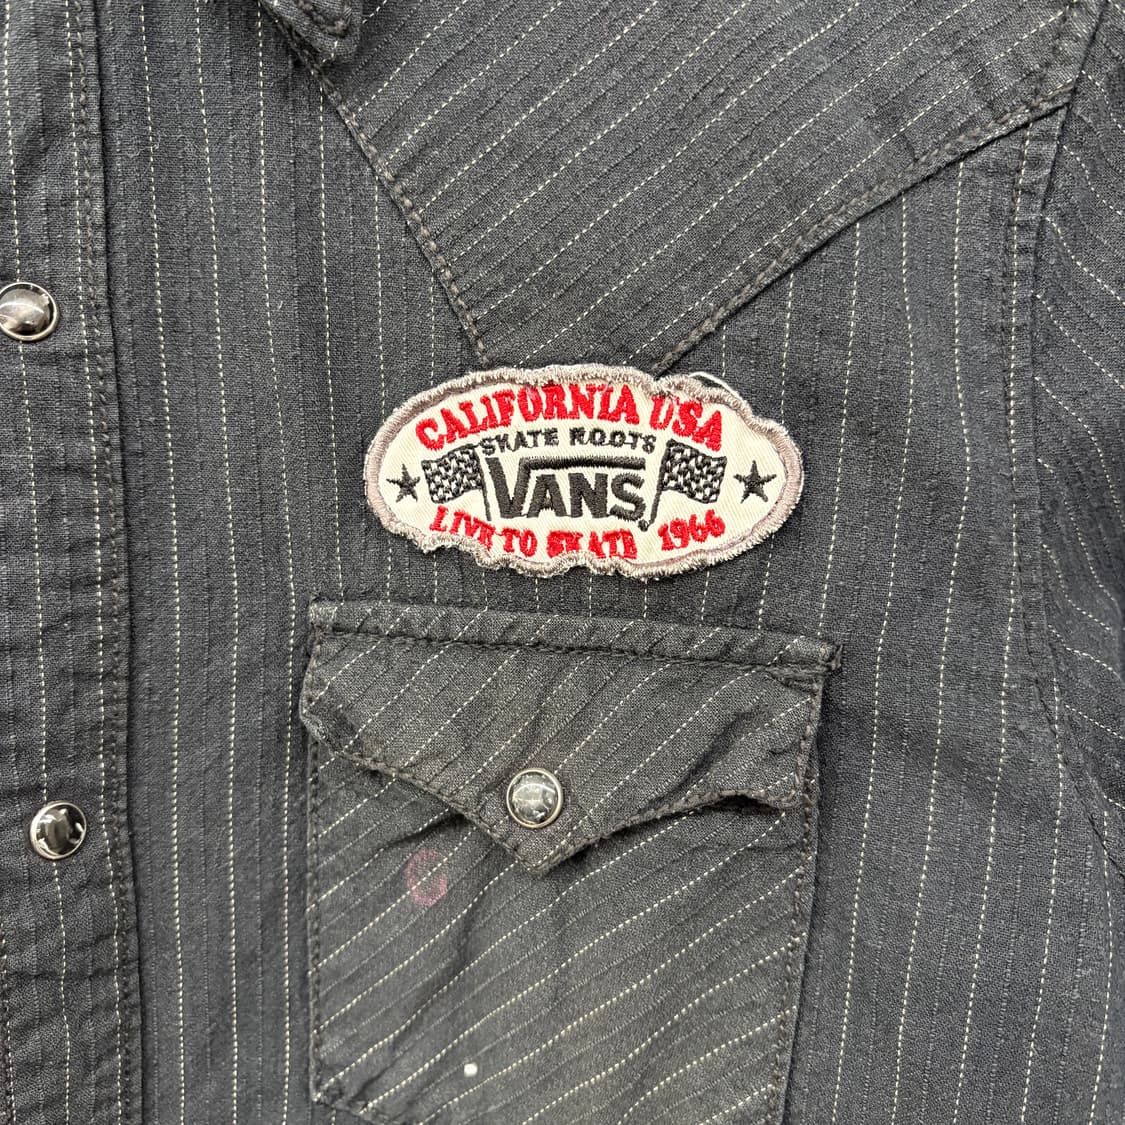 CALIFORNIA USA
SKATE ROOTS
VANS
LIVE TO SKATE 1966